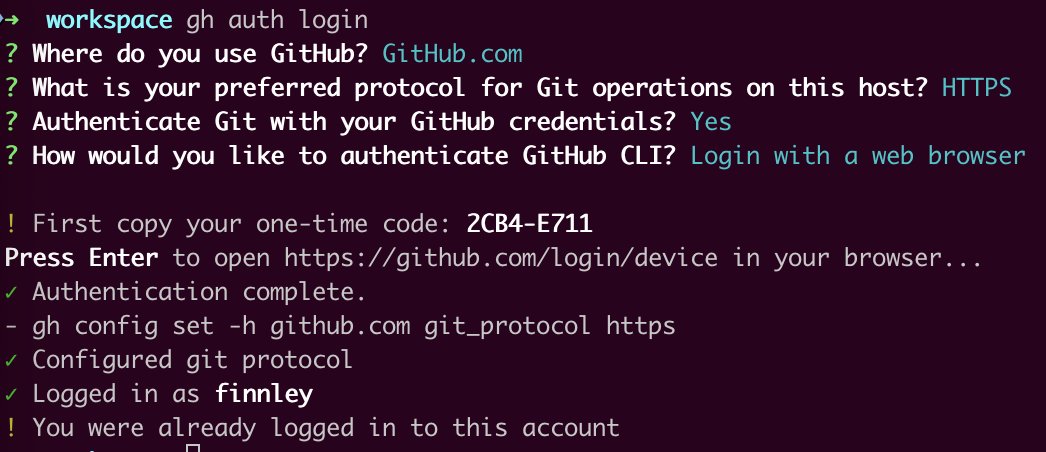 ➜ workspace gh auth login
? Where do you use GitHub? GitHub.com
? What is your preferred protocol for Git operations on this host? HTTPS
? Authenticate Git with your GitHub credentials? Yes
? How would you like to authenticate GitHub CLI? Login with a web browser
! First copy your one-time code: 2CB4-E711
Press Enter to open https://github.com/login/device in your browser...
✓ Authentication complete.
- gh config set -h github.com git_protocol https
✓ Configured git protocol
✓ Logged in as finnley
! You were already logged in to this account